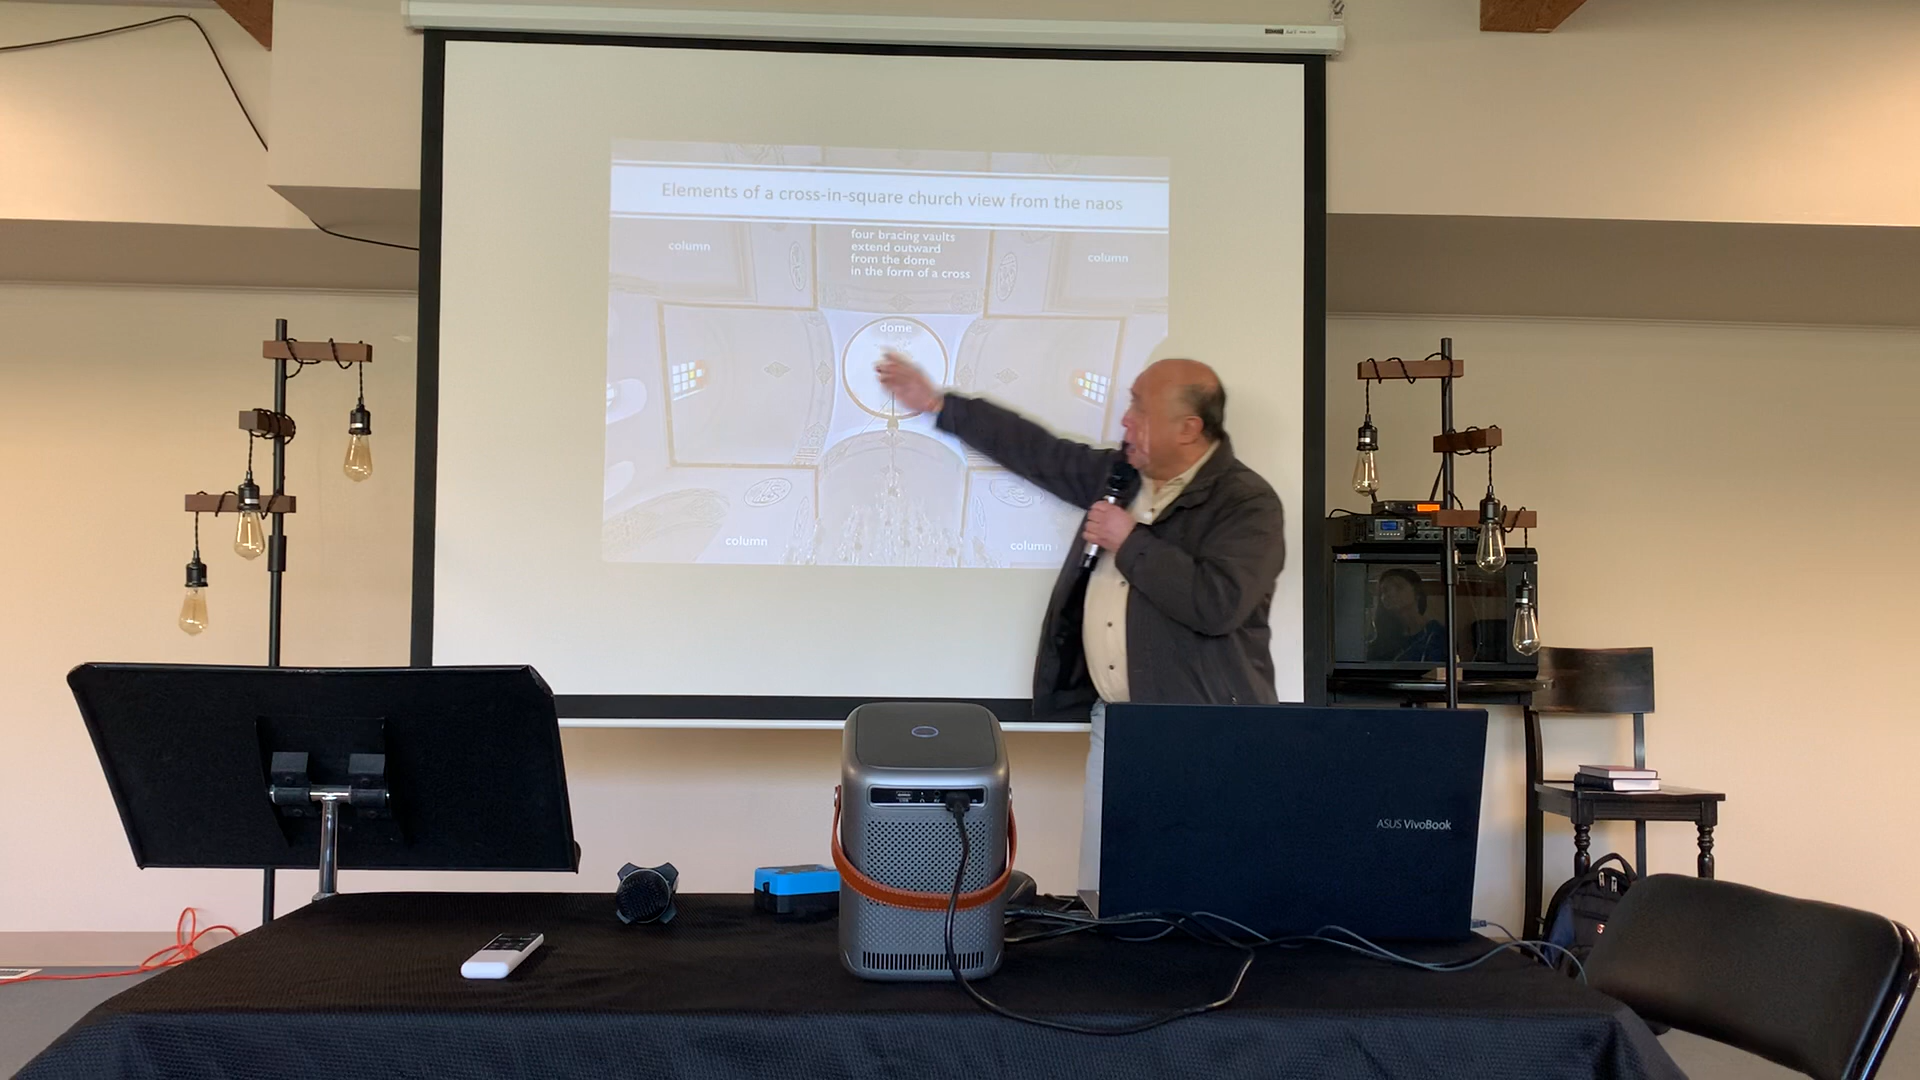 Elements of a cross-in-square church view from the naos
column
four bracing vaults
extend outward
from the dome
in the form of a cross
column
dome
column
column
ASUS VivoBook